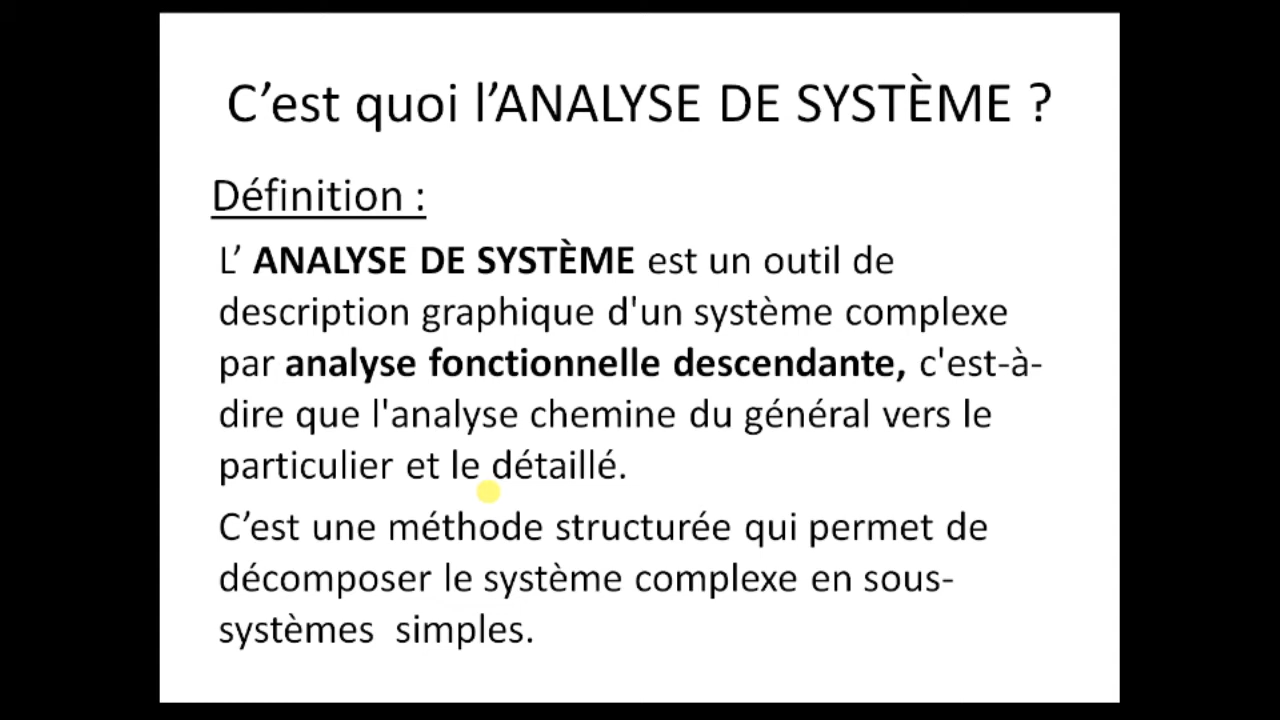 C’est quoi l’ANALYSE DE SYSTÈME ?
Définition :
L’ ANALYSE DE SYSTÈME est un outil de
description graphique d'un système complexe
par analyse fonctionnelle descendante, c'est-à-
dire que l'analyse chemine du général vers le
particulier et le détaillé.
C’est une méthode structurée qui permet de
décomposer le système complexe en sous-
systèmes  simples.